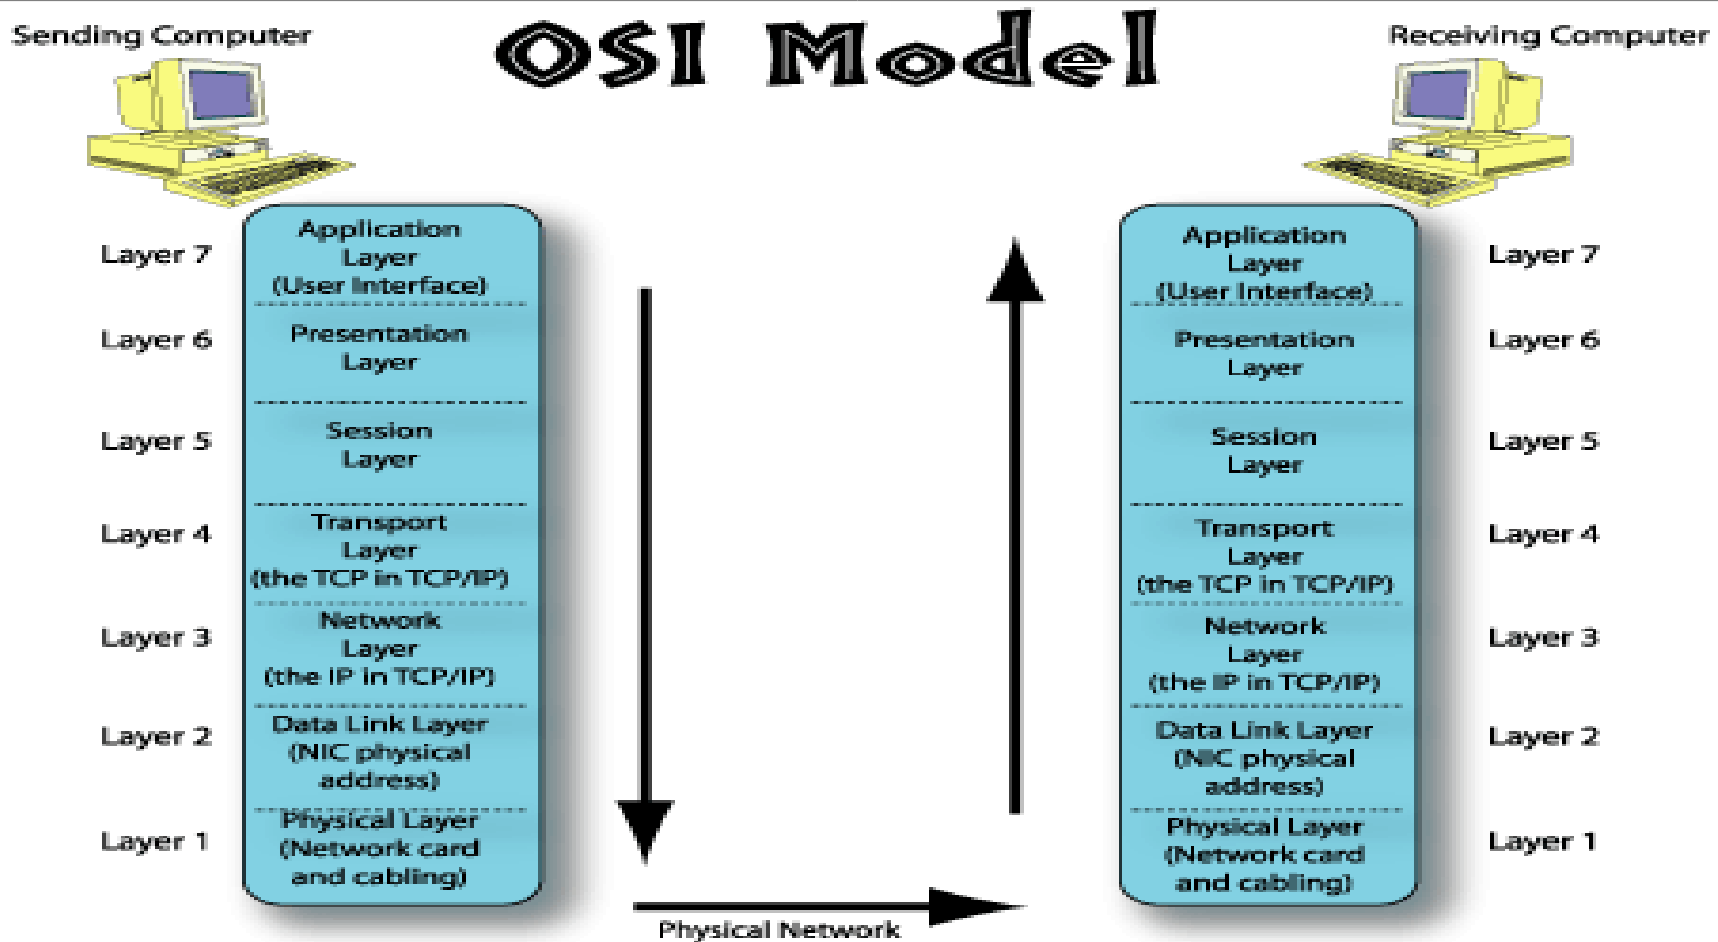 Sending Computer
OSI Model
Receiving Computer
Layer 7
Application
Layer
(User Interface)
Layer 6
Presentation
Layer
Layer 5
Session
Layer
Layer 4
Transport
Layer
(the TCP in TCP/IP)
Layer 3
Network
Layer
(the IP in TCP/IP)
Layer 2
Data Link Layer
(NIC physical
address)
Layer 1
Physical Layer
(Network card
and cabling)
Physical Network
Application
Layer
(User Interface)
Layer 7
Presentation
Layer
Layer 6
Session
Layer
Layer 5
Transport
Layer
(the TCP in TCP/IP)
Layer 4
Network
Layer
(the IP in TCP/IP)
Layer 3
Data Link Layer
(NIC physical
address)
Layer 2
Physical Layer
(Network card
and cabling)
Layer 1